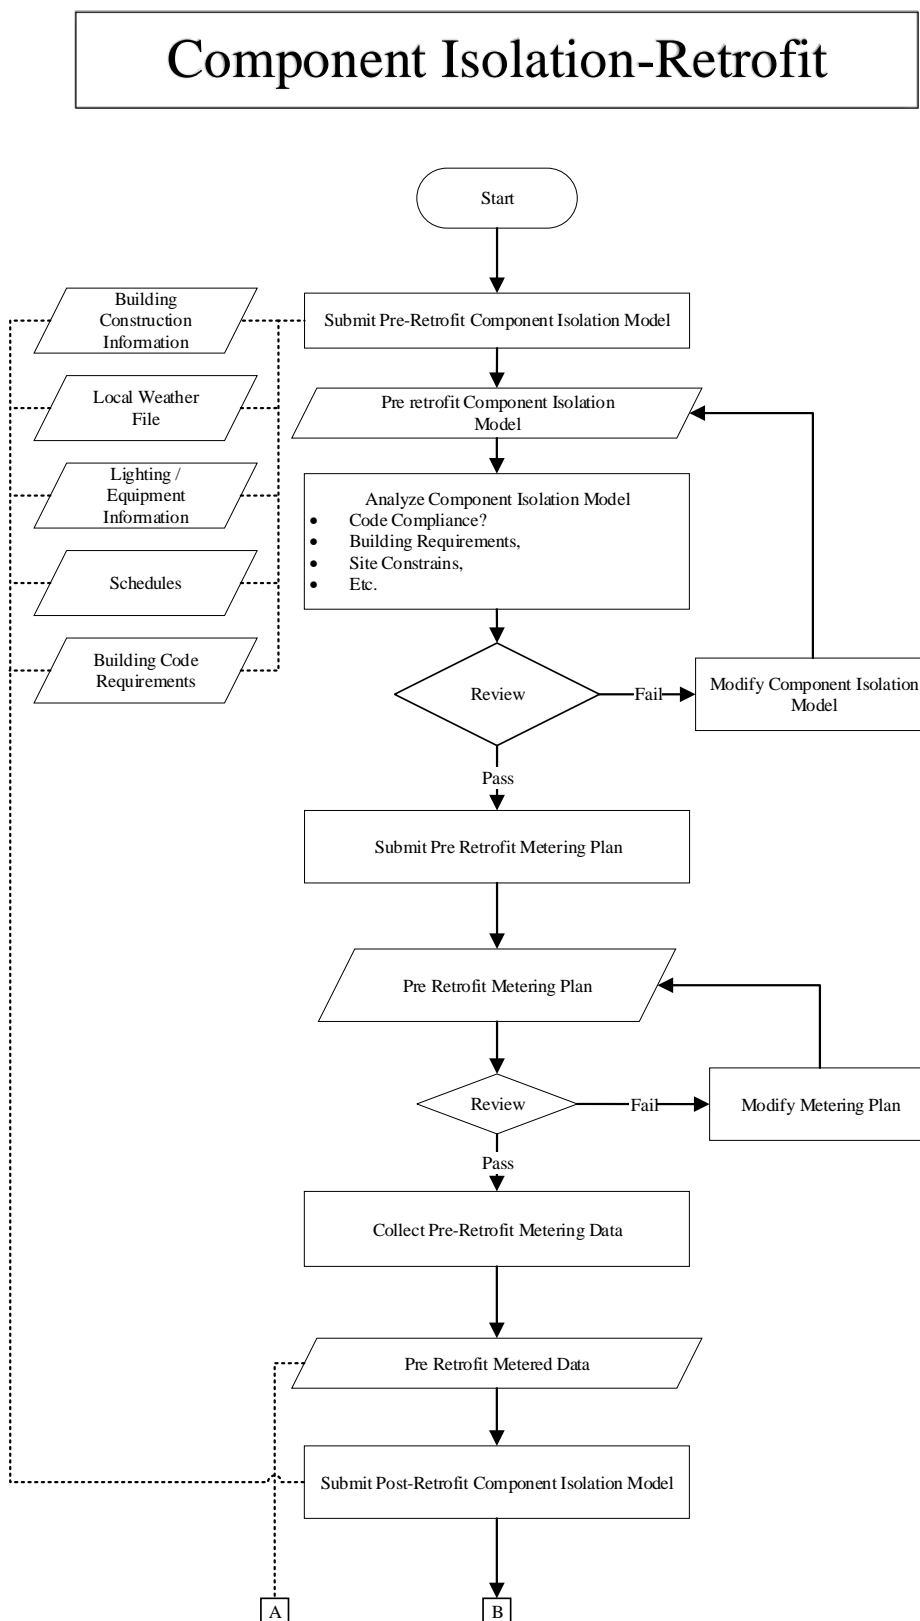 Component Isolation-Retrofit
Start
Building
Construction
Information
Submit Pre-Retrofit Component Isolation Model
Local Weather
File
Pre retrofit Component Isolation
Model
Lighting /
Equipment
Information
Analyze Component Isolation Model
• Code Compliance?
• Building Requirements,
• Site Constrains,
• Etc.
Schedules
Building Code
Requirements
Review
Fail
Modify Component Isolation
Model
Pass
Submit Pre Retrofit Metering Plan
Pre Retrofit Metering Plan
Review
Fail
Modify Metering Plan
Pass
Collect Pre-Retrofit Metering Data
Pre Retrofit Metered Data
Submit Post-Retrofit Component Isolation Model
A
B